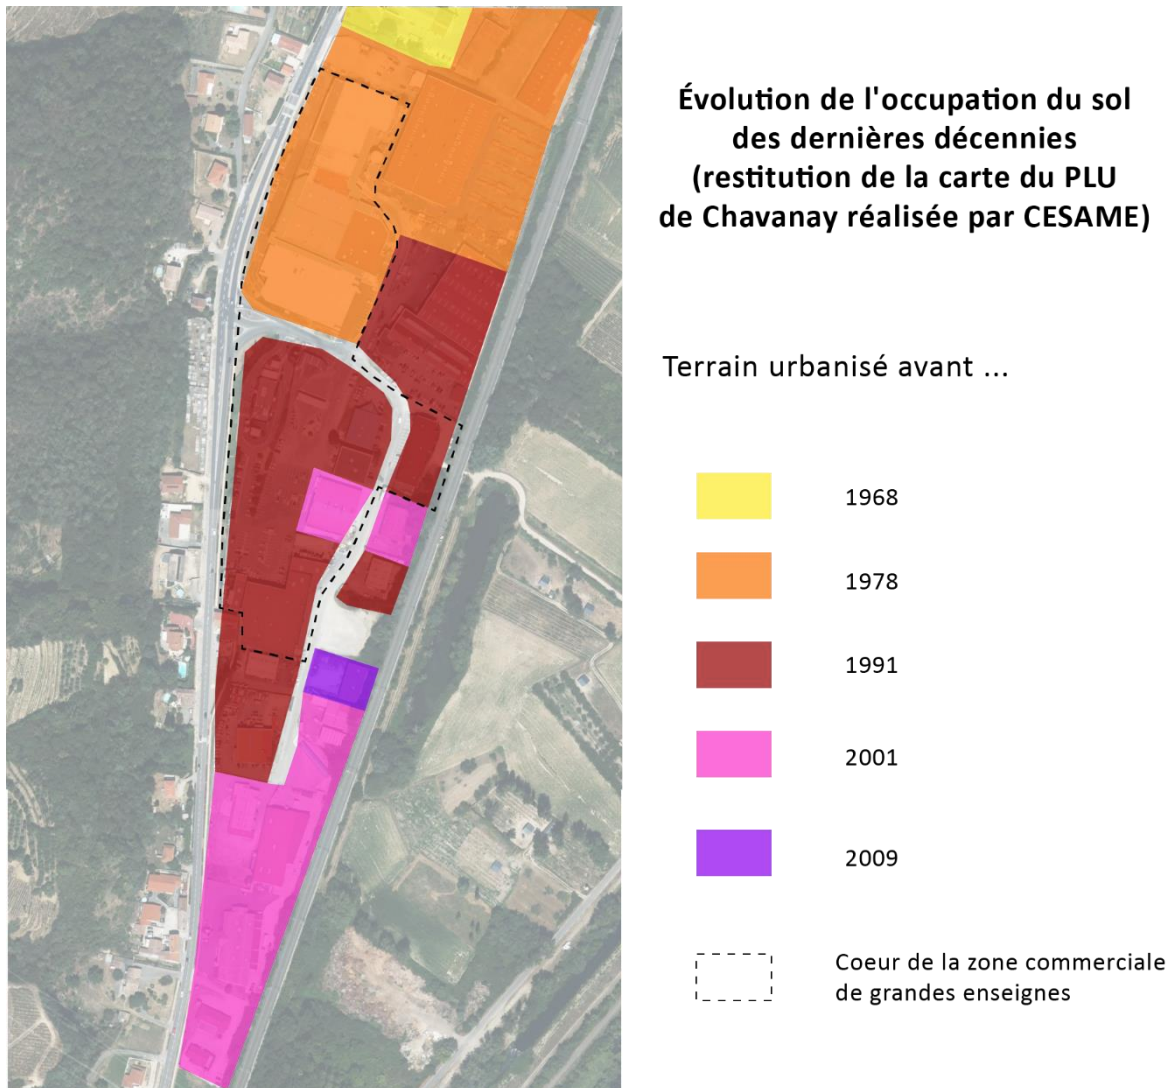 Évolution de l'occupation du sol
des dernières décennies
(restitution de la carte du PLU
de Chavanay réalisée par CESAME)
Terrain urbanisé avant ...
1968
1978
1991
2001
2009
Coeur de la zone commerciale
de grandes enseignes